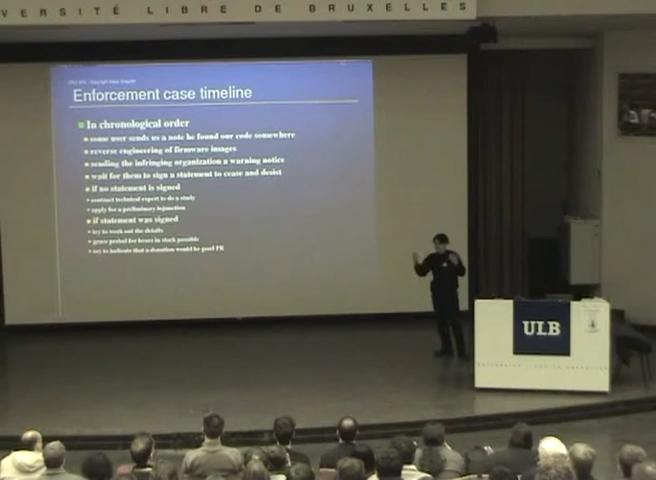 VERSITÉ LIBRE DE BRUXELLES
Enforcement case timeline
In chronological order
some user sends us a note he found our code somewhere
reverse engineering of firmware images
sending the infringing organization a warning notice
wait for them to sign a statement to cease and desist
if no statement is signed
contract technical expert to do a study
apply for a preliminary injunction
if statement was signed
try to work out the details
grace period for boxes in stock possible
try to indicate that a donation would be good PR
ULB